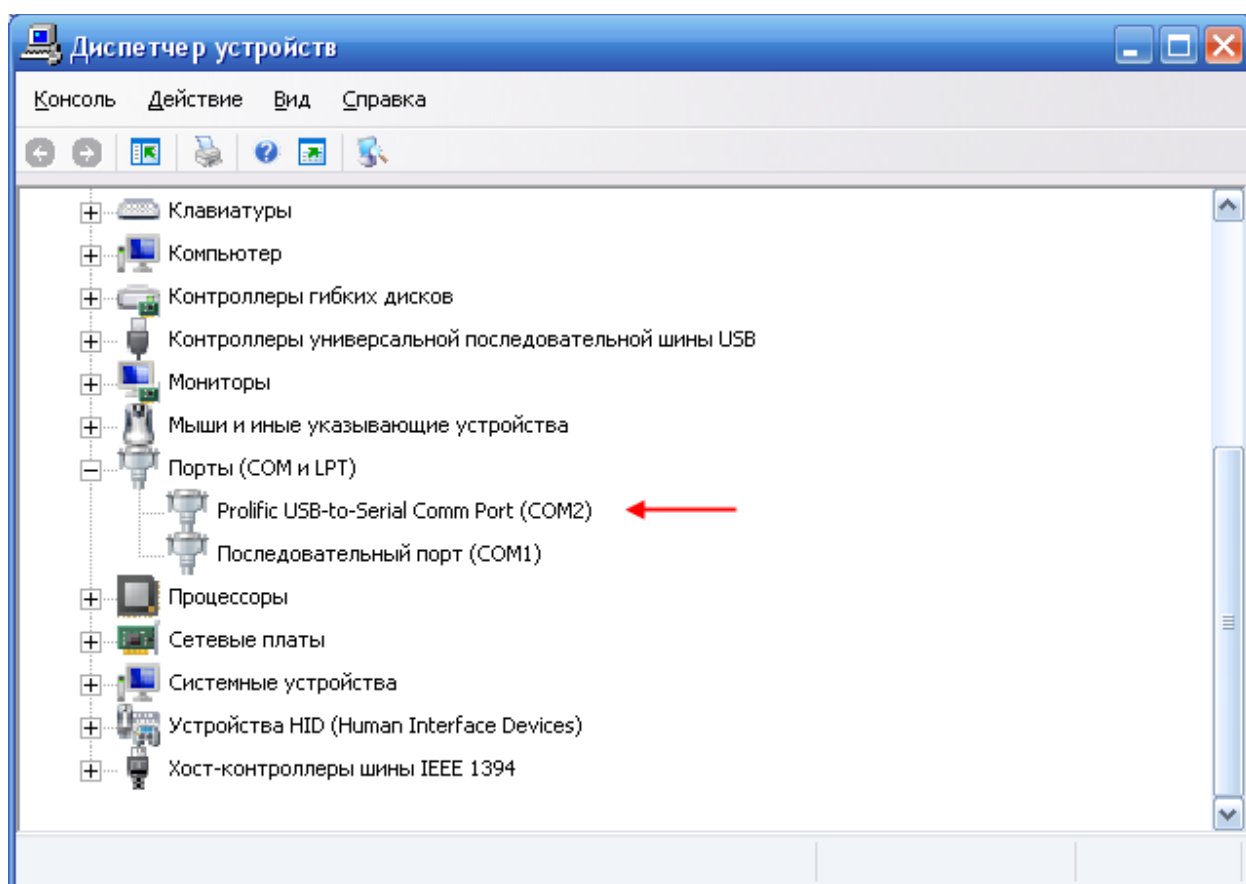 Диспетчер устройств
Консоль Действие Вид Справка
Клавиатуры
Компьютер
Контроллеры гибких дисков
Контроллеры универсальной последовательной шины USB
Мониторы
Мыши и иные указывающие устройства
Порты (COM и LPT)
Prolific USB-to-Serial Comm Port (COM2)
Последовательный порт (COM1)
Процессоры
Сетевые платы
Системные устройства
Устройства HID (Human Interface Devices)
Хост-контроллеры шины IEEE 1394